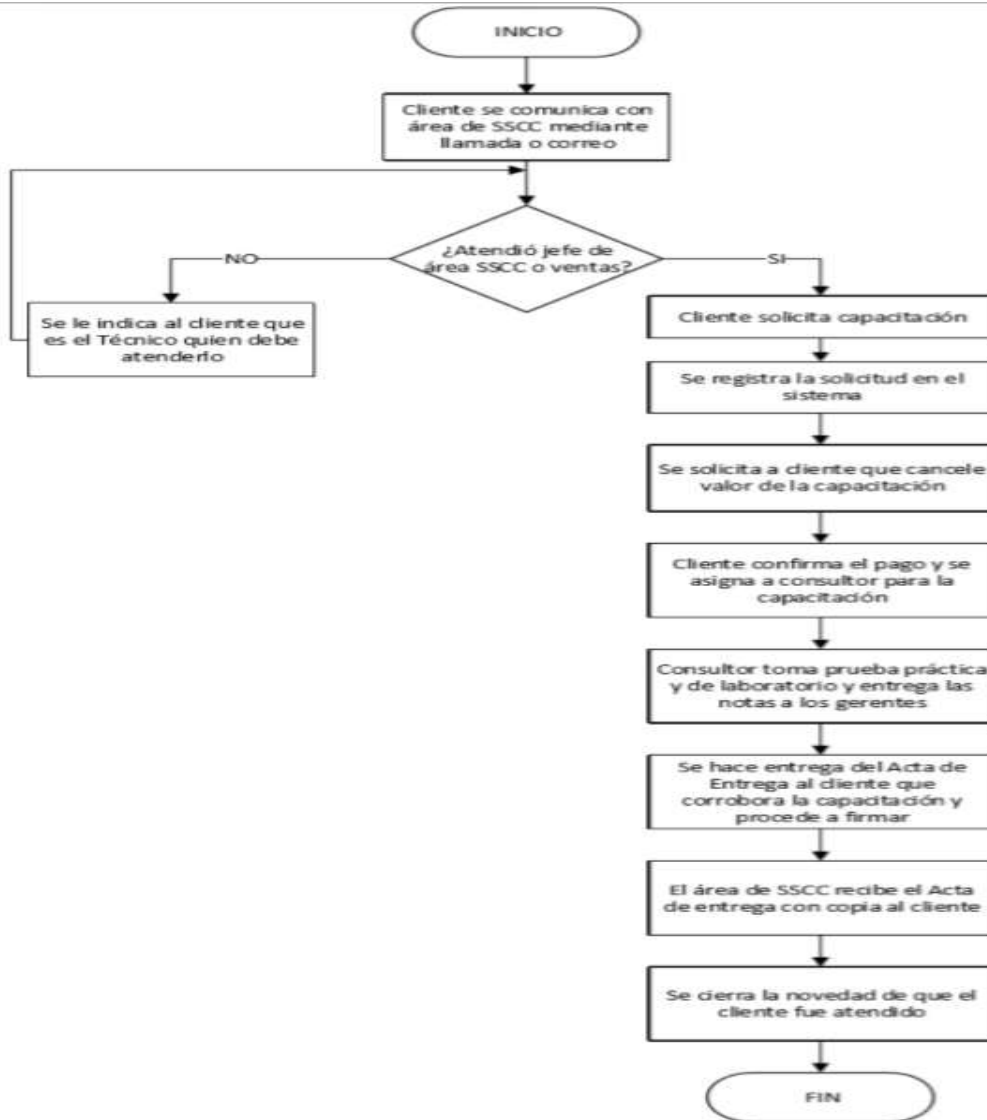 INICIO
Cliente se comunica con
área de SSCC mediante
llamada o correo
¿Atendió jefe de
área SSCC o ventas?
NO
SI
Se le indica al cliente que
es el Técnico quien debe
atenderlo
Cliente solicita capacitación
Se registra la solicitud en el
sistema
Se solicita a cliente que cancele
valor de la capacitación
Cliente confirma el pago y se
asigna a consultor para la
capacitación
Consultor toma prueba práctica
y de laboratorio y entrega las
notas a los gerentes
Se hace entrega del Acta de
Entrega al cliente que
corrobora la capacitación y
procede a firmar
El área de SSCC recibe el Acta
de entrega con copia al cliente
Se cierra la novedad de que el
cliente fue atendido
FIN